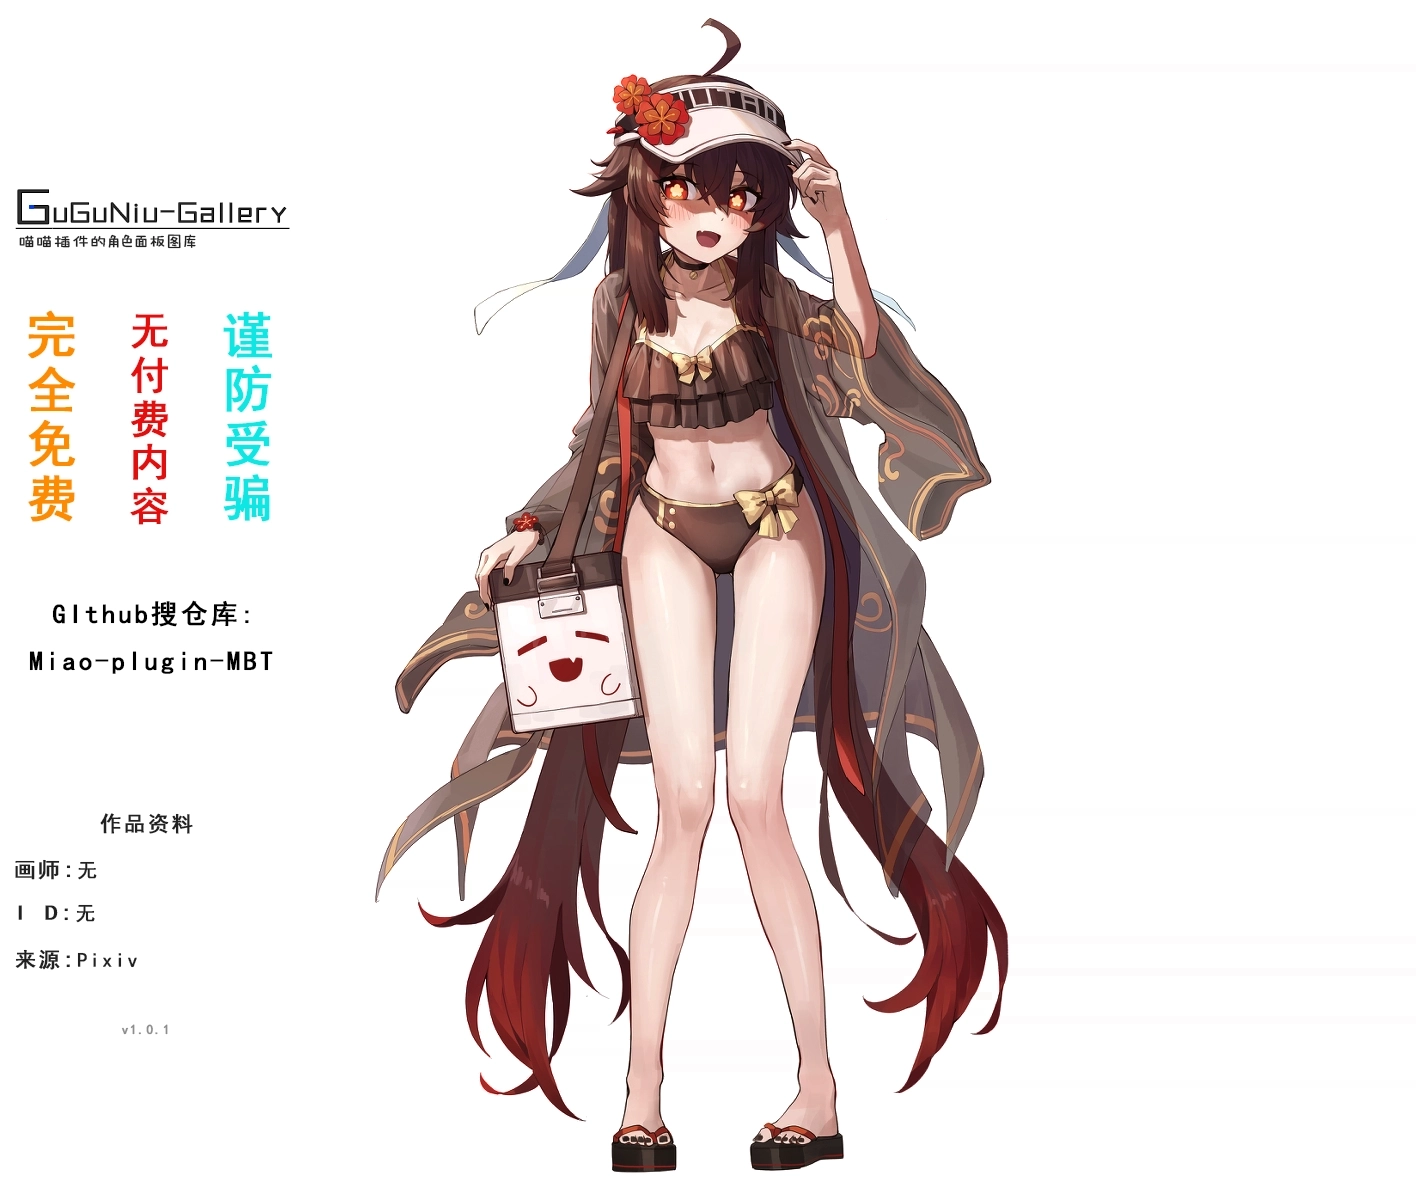 GuGuNiu-Gallery
喵喵插件的角色面板图库
完全免费
无付费内容
谨防受骗
GIthub搜仓库:
Miao-plugin-MBT
作品资料
画师:无
I D:无
来源:Pixiv
v1.0.1